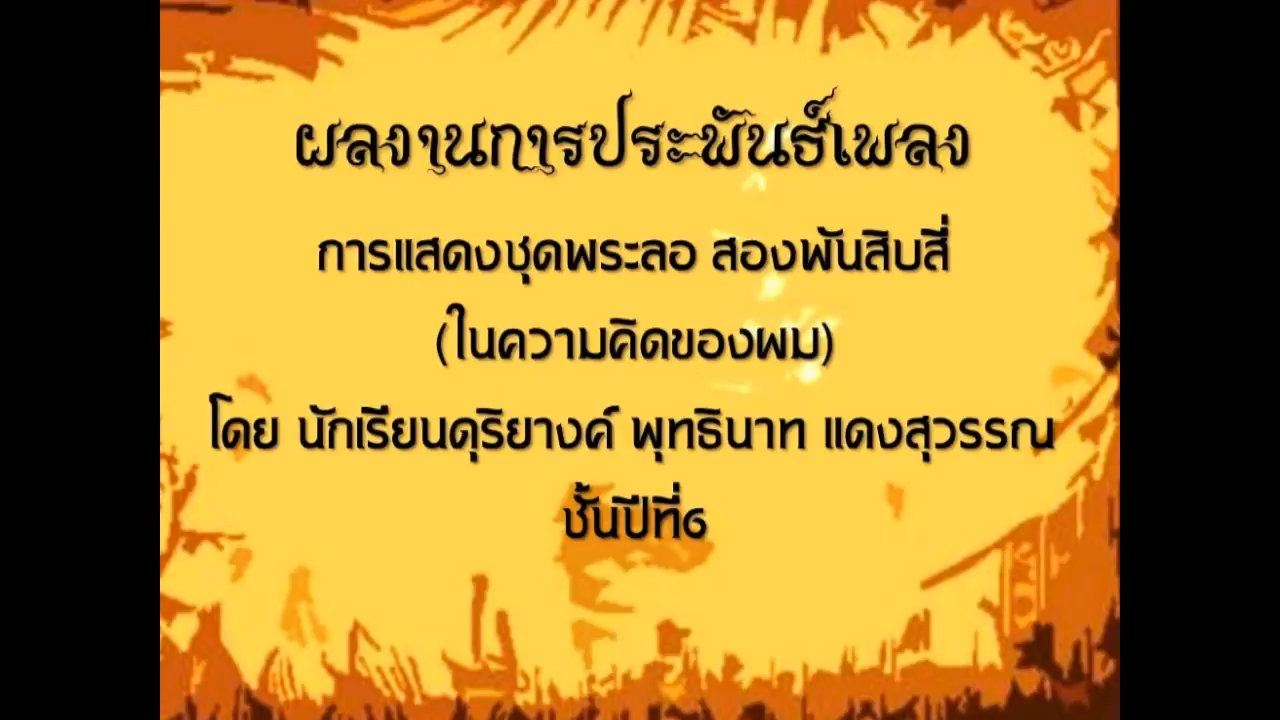 ผลงานการประพันธ์เพลง
การแสดงชุดพระลอ สองพันสิบสี่
(ในความคิดของผม)
โดย นักเรียนดุริยางค์ พุทธินาท แดงสุวรรณ
ชั้นปีที่6